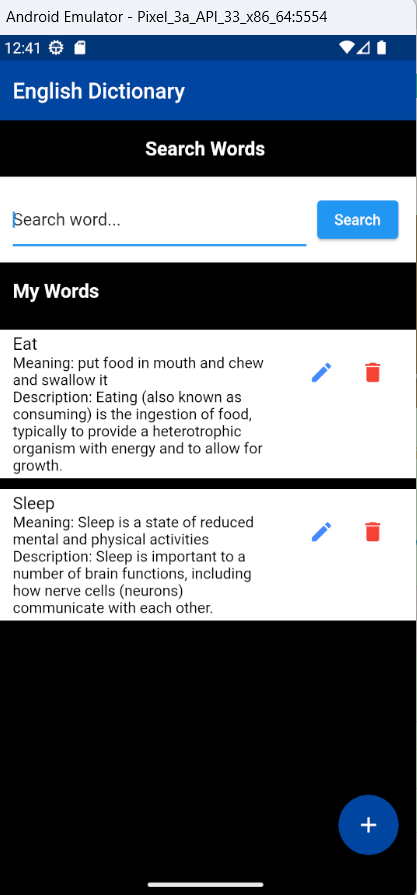 Android Emulator - Pixel_3a_API_33_x86_64:5554
12:41
English Dictionary
Search Words
Search word...
Search
My Words
Eat
Meaning: put food in mouth and chew
and swallow it
Description: Eating (also known as
consuming) is the ingestion of food,
typically to provide a heterotrophic
organism with energy and to allow for
growth.
Sleep
Meaning: Sleep is a state of reduced
mental and physical activities
Description: Sleep is important to a
number of brain functions, including
how nerve cells (neurons)
communicate with each other.